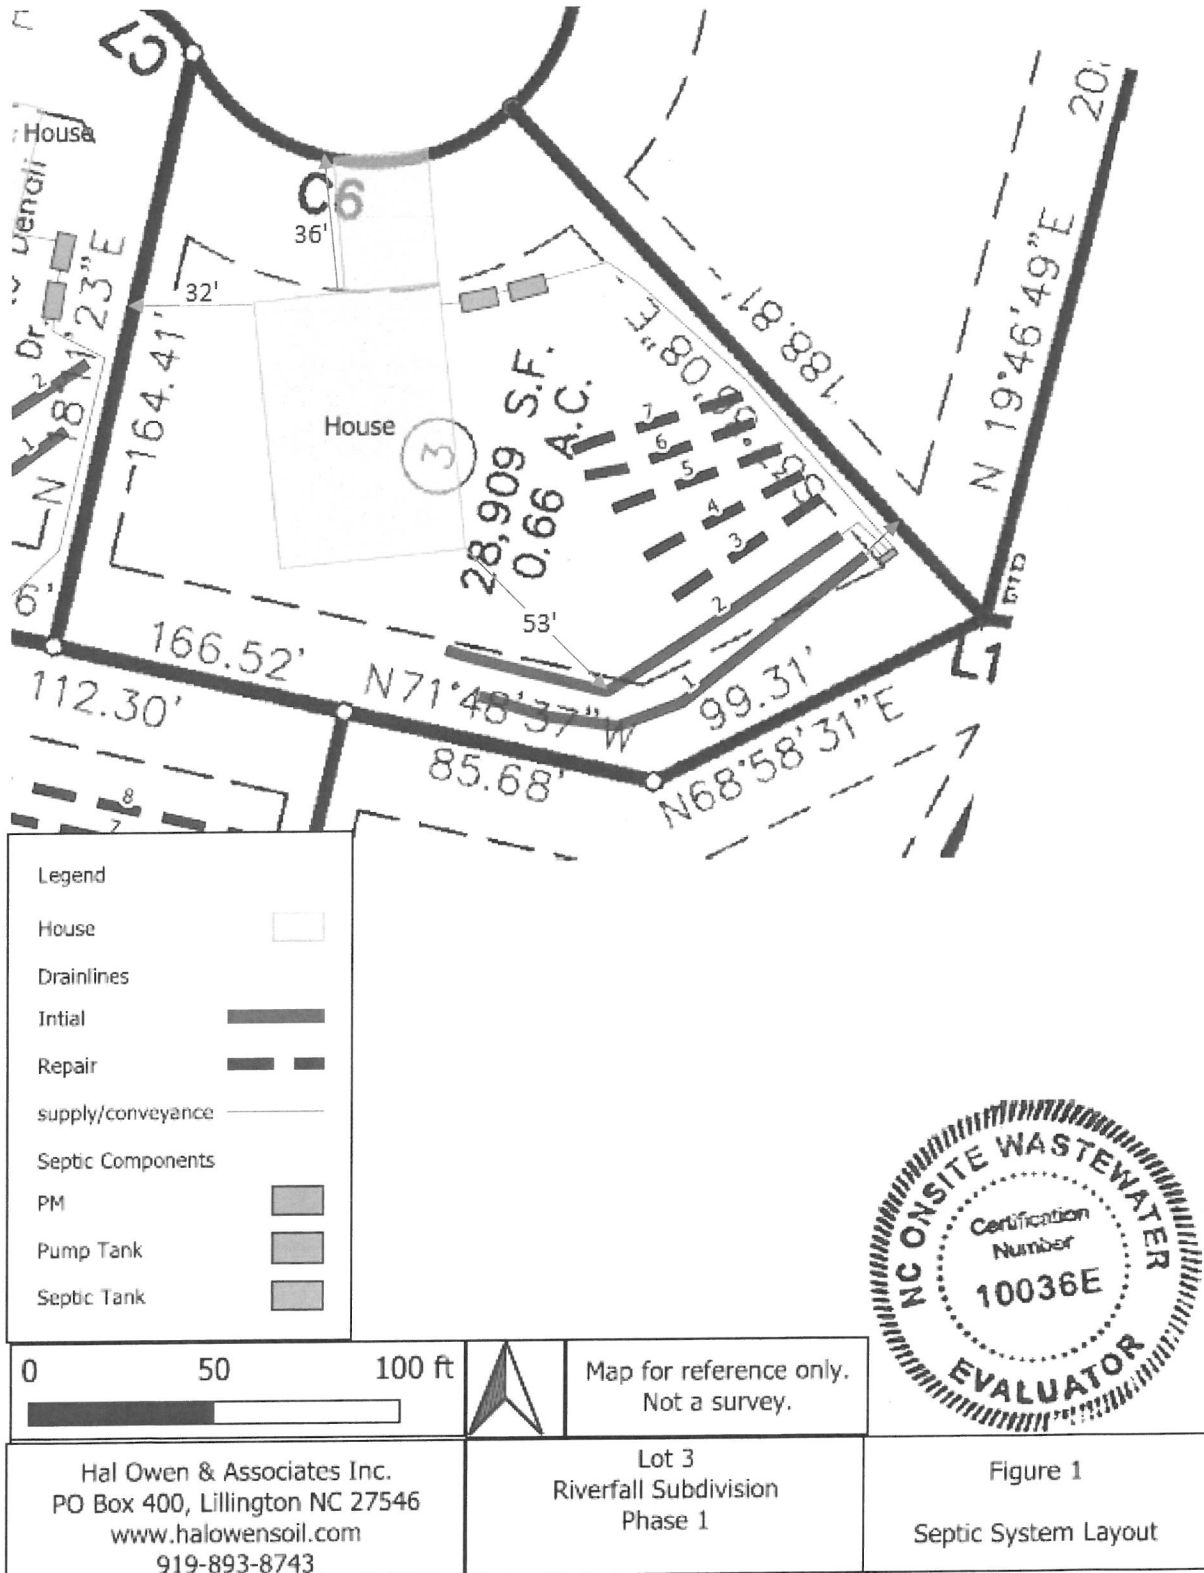 C7
House
Denali
Dr.
C6
36'
32'
164.41'
2
1
House
3
28,909 S.F.
0.66 A.C.
188.81'
N 19°46'49"E
7
6
5
4
3
2
1
53'
166.52'
N71°48'37"W
99.31'
N68°58'31"E
L1
112.30'
85.68'
8
7
Legend
House
Drainlines
Intial
Repair
supply/conveyance
Septic Components
PM
Pump Tank
Septic Tank
NC ONSITE WASTEWATER
Certification
Number
10036E
EVALUATOR
0 50 100 ft
Map for reference only.
Not a survey.
Hal Owen & Associates Inc.
PO Box 400, Lillington NC 27546
www.halowensoil.com
919-893-8743
Lot 3
Riverfall Subdivision
Phase 1
Figure 1
Septic System Layout